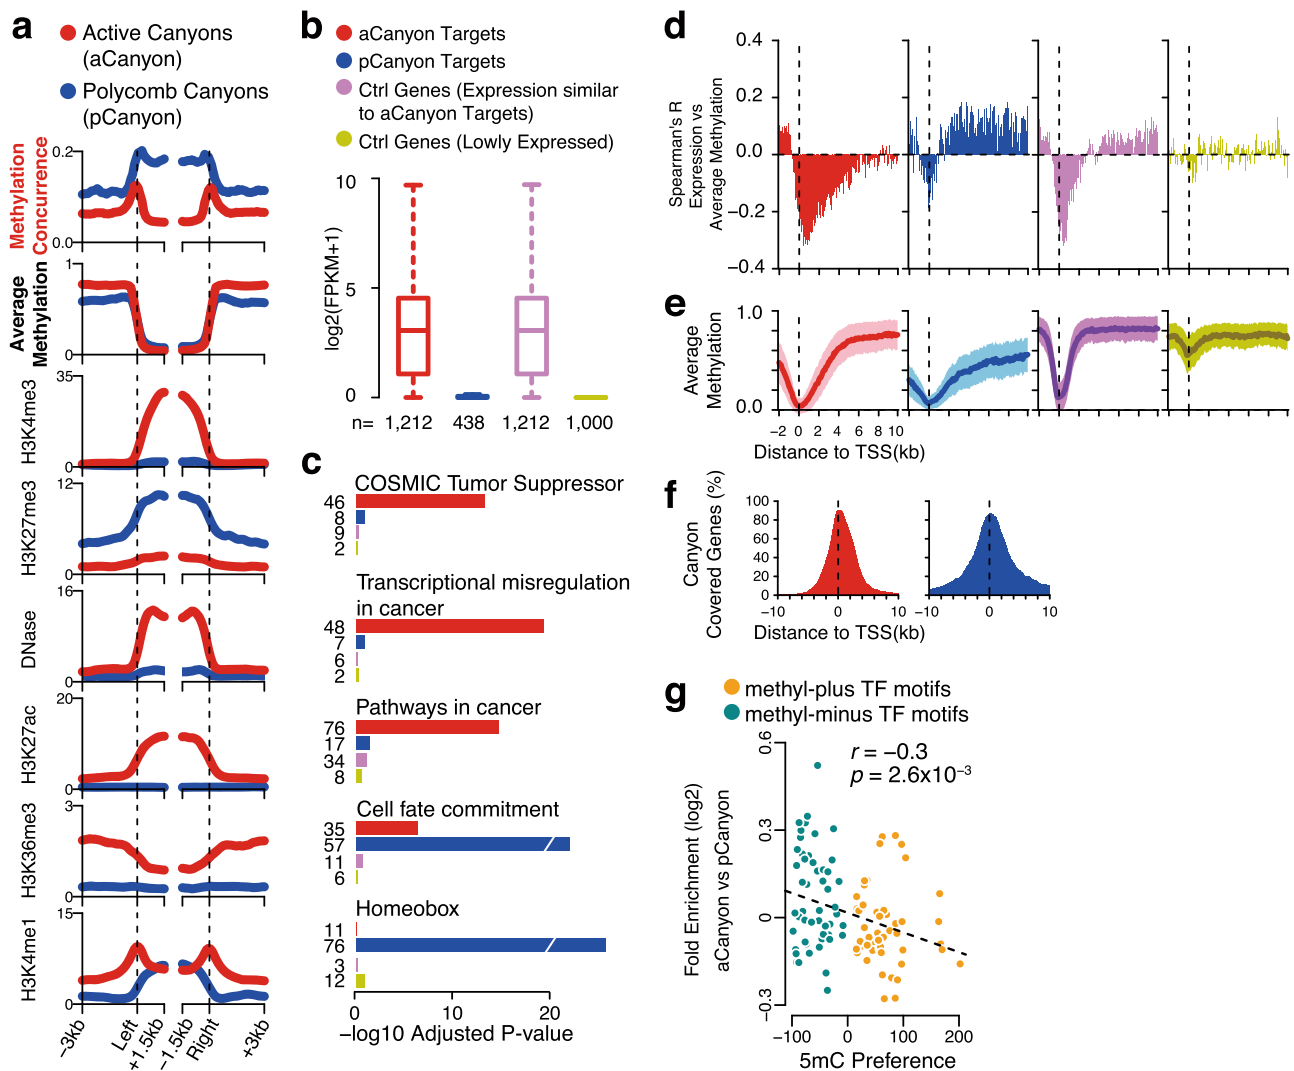 a
Active Canyons
(aCanyon)
Polycomb Canyons
(pCanyon)
Methylation
Concurrence
0.2
0.0
Average
Methylation
1
0
H3K4me3
35
0
H3K27me3
12
0
DNase
16
0
H3K27ac
20
0
H3K36me3
3
0
H3K4me1
15
0
−3kb
Left
+1.5kb
−1.5kb
Right
+3kb
b
aCanyon Targets
pCanyon Targets
Ctrl Genes (Expression similar
to aCanyon Targets)
Ctrl Genes (Lowly Expressed)
log2(FPKM+1)
10
5
0
n= 1,212 438 1,212 1,000
c
COSMIC Tumor Suppressor
46
8
9
2
Transcriptional misregulation
in cancer
48
7
6
2
Pathways in cancer
76
17
34
8
Cell fate commitment
35
57
11
6
Homeobox
11
76
3
12
0 10 20
−log10 Adjusted P-value
d
Spearman's R
Expression vs
Average Methylation
0.4
0.2
0.0
−0.2
−0.4
e
Average
Methylation
1.0
0.0
−2 0 2 4 6 8 10
Distance to TSS(kb)
f
Canyon
Covered Genes (%)
100
80
60
40
20
0
−10 0 10
−10 0 10
Distance to TSS(kb)
g
methyl-plus TF motifs
methyl-minus TF motifs
r = −0.3
p = 2.6x10⁻³
Fold Enrichment (log2)
aCanyon vs pCanyon
0.6
0.3
0
−0.3
−100 0 100 200
5mC Preference